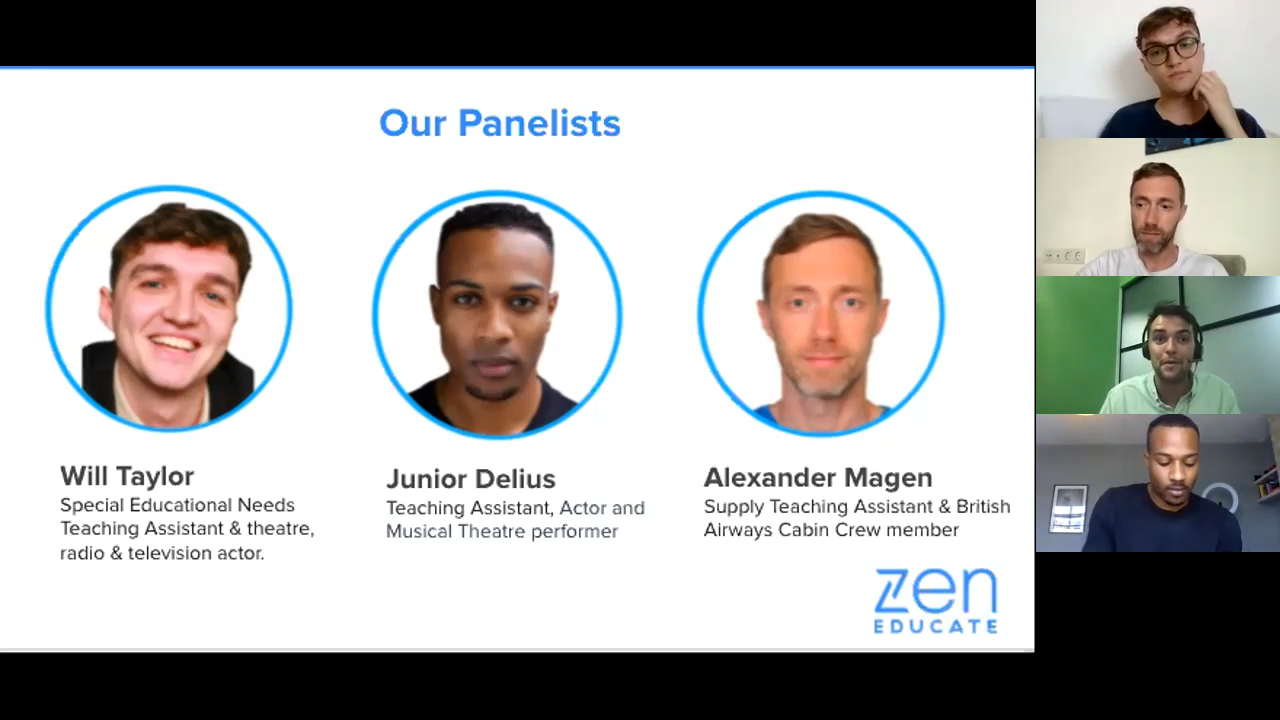 Our Panelists
Will Taylor
Special Educational Needs
Teaching Assistant & theatre,
radio & television actor.
Junior Delius
Teaching Assistant, Actor and
Musical Theatre performer
Alexander Magen
Supply Teaching Assistant & British
Airways Cabin Crew member
zen
EDUCATE